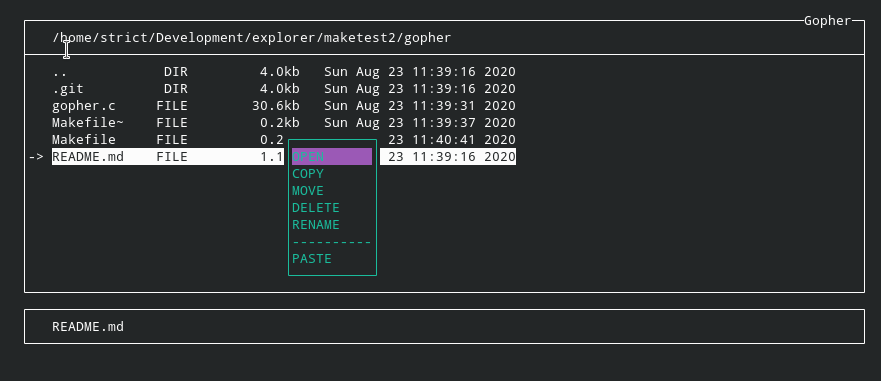 Gopher
/home/strict/Development/explorer/maketest2/gopher
.. DIR 4.0kb Sun Aug 23 11:39:16 2020
.git DIR 4.0kb Sun Aug 23 11:39:16 2020
gopher.c FILE 30.6kb Sun Aug 23 11:39:31 2020
Makefile~ FILE 0.2kb Sun Aug 23 11:39:37 2020
Makefile FILE 0.2 23 11:40:41 2020
-> README.md FILE 1.1 OPEN 23 11:39:16 2020
COPY
MOVE
DELETE
RENAME
----------
PASTE
README.md